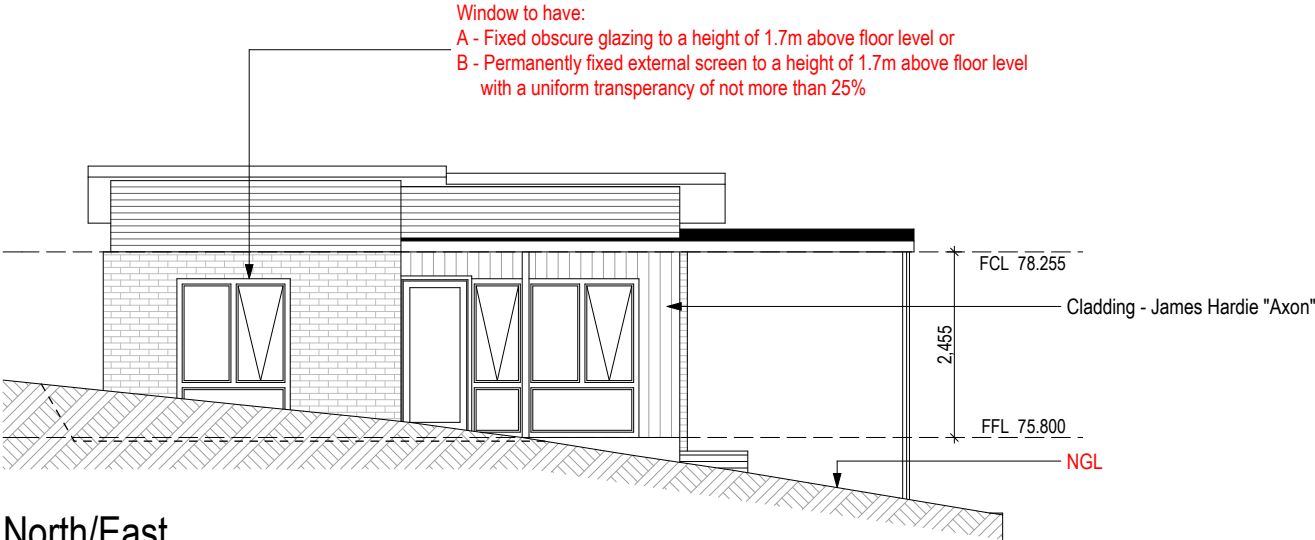 Window to have:
A - Fixed obscure glazing to a height of 1.7m above floor level or
B - Permanently fixed external screen to a height of 1.7m above floor level
with a uniform transperancy of not more than 25%
FCL 78.255
Cladding - James Hardie "Axon"
2,455
FFL 75.800
NGL
North/East